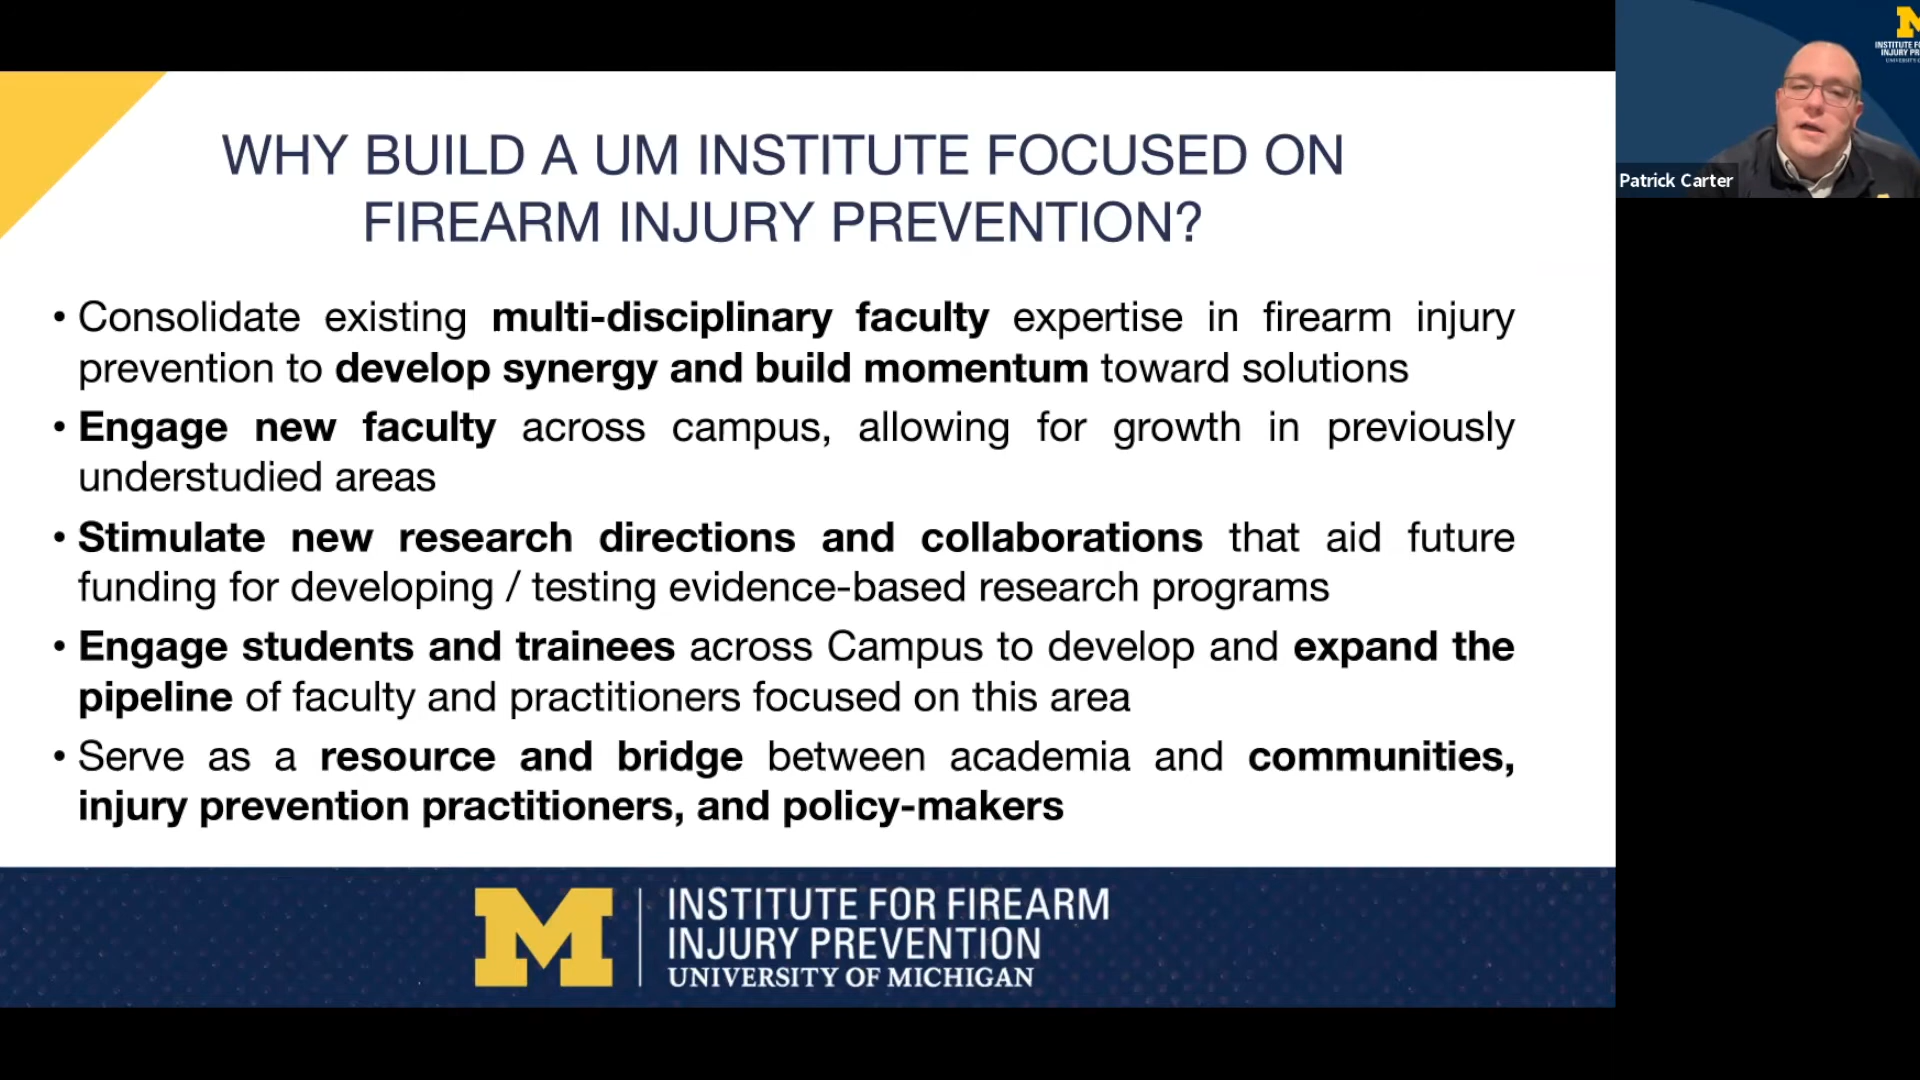 WHY BUILD A UM INSTITUTE FOCUSED ON
FIREARM INJURY PREVENTION?
• Consolidate existing multi-disciplinary faculty expertise in firearm injury
prevention to develop synergy and build momentum toward solutions
• Engage new faculty across campus, allowing for growth in previously
understudied areas
• Stimulate new research directions and collaborations that aid future
funding for developing / testing evidence-based research programs
• Engage students and trainees across Campus to develop and expand the
pipeline of faculty and practitioners focused on this area
• Serve as a resource and bridge between academia and communities,
injury prevention practitioners, and policy-makers
M
INSTITUTE FOR FIREARM
INJURY PREVENTION
UNIVERSITY OF MICHIGAN
INSTITUTE
INJURY
Patrick Carter